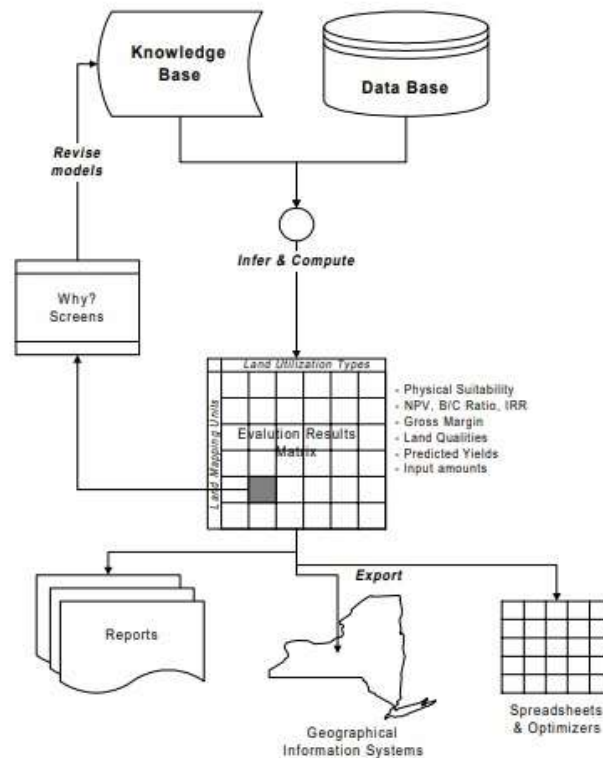 Knowledge
Base
Data Base
Revise
models
Infer & Compute
Why?
Screens
Land Utilization Types
Land Mapping Units
Evalution Results
Matrix
- Physical Suitability
- NPV, B/C Ratio, IRR
- Gross Margin
- Land Qualities
- Predicted Yields
- Input amounts
Export
Reports
Geographical
Information Systems
Spreadsheets
& Optimizers